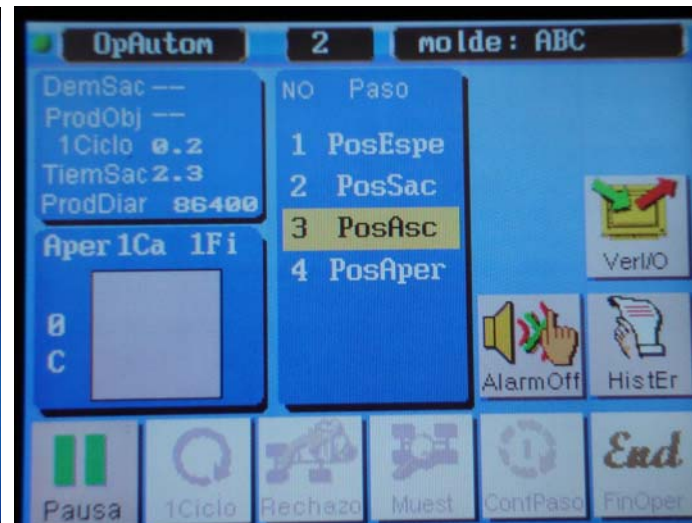 OpAutom 2 molde: ABC
DemSac --
ProdObj --
1Ciclo 0.2
TiemSac 2.3
ProdDiar 86400
NO Paso
1 PosEspe
2 PosSac
3 PosAsc
4 PosAper
Aper 1Ca 1Fi
0
C
VerI/O
AlarmOff
HistEr
Pausa
1Ciclo
Rechazo
Muest
1
ContPaso
End
FinOper